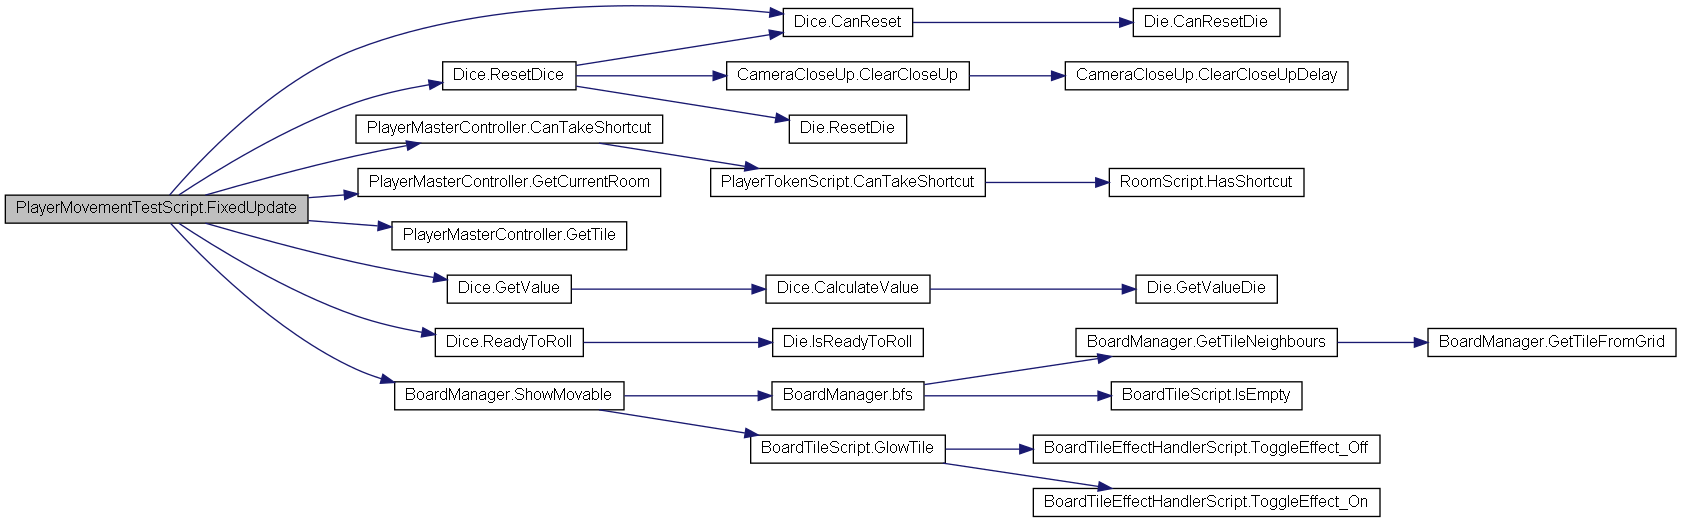 Dice.CanReset
Die.CanResetDie
Dice.ResetDice
CameraCloseUp.ClearCloseUp
CameraCloseUp.ClearCloseUpDelay
PlayerMasterController.CanTakeShortcut
Die.ResetDie
PlayerMasterController.GetCurrentRoom
PlayerTokenScript.CanTakeShortcut
RoomScript.HasShortcut
PlayerMovementTestScript.FixedUpdate
PlayerMasterController.GetTile
Dice.GetValue
Dice.CalculateValue
Die.GetValueDie
Dice.ReadyToRoll
Die.IsReadyToRoll
BoardManager.GetTileNeighbours
BoardManager.GetTileFromGrid
BoardManager.ShowMovable
BoardManager.bfs
BoardTileScript.IsEmpty
BoardTileScript.GlowTile
BoardTileEffectHandlerScript.ToggleEffect_Off
BoardTileEffectHandlerScript.ToggleEffect_On